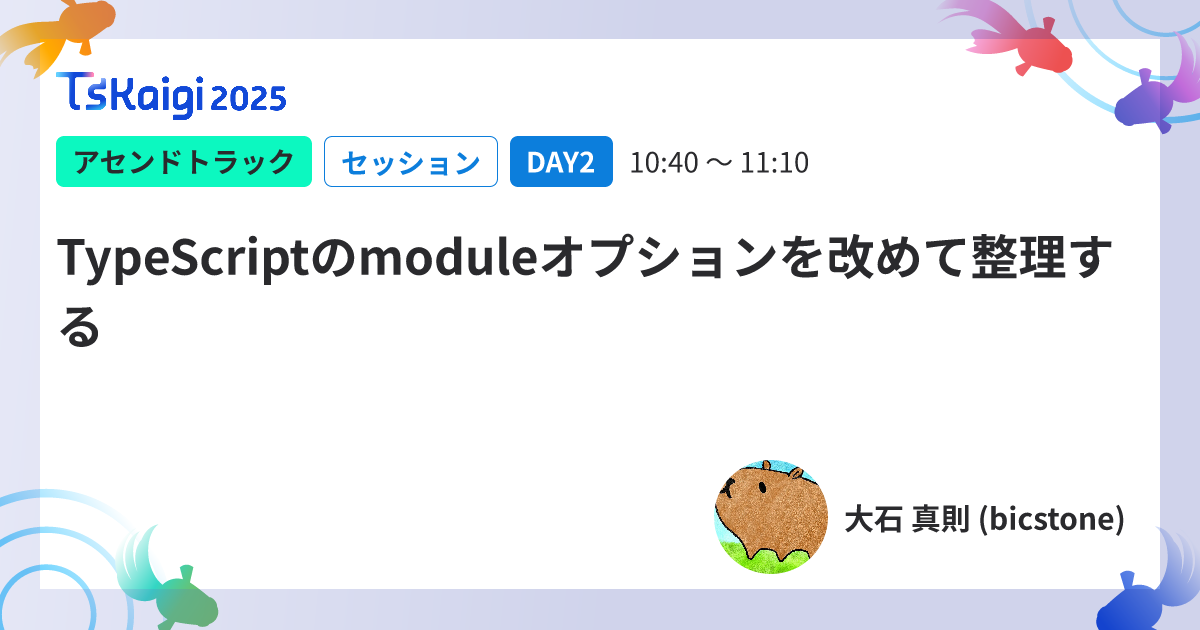 TSKaigi 2025
アセンドトラック セッション DAY2 10:40 〜 11:10
TypeScriptのmoduleオプションを改めて整理す
る
大石 真則 (bicstone)